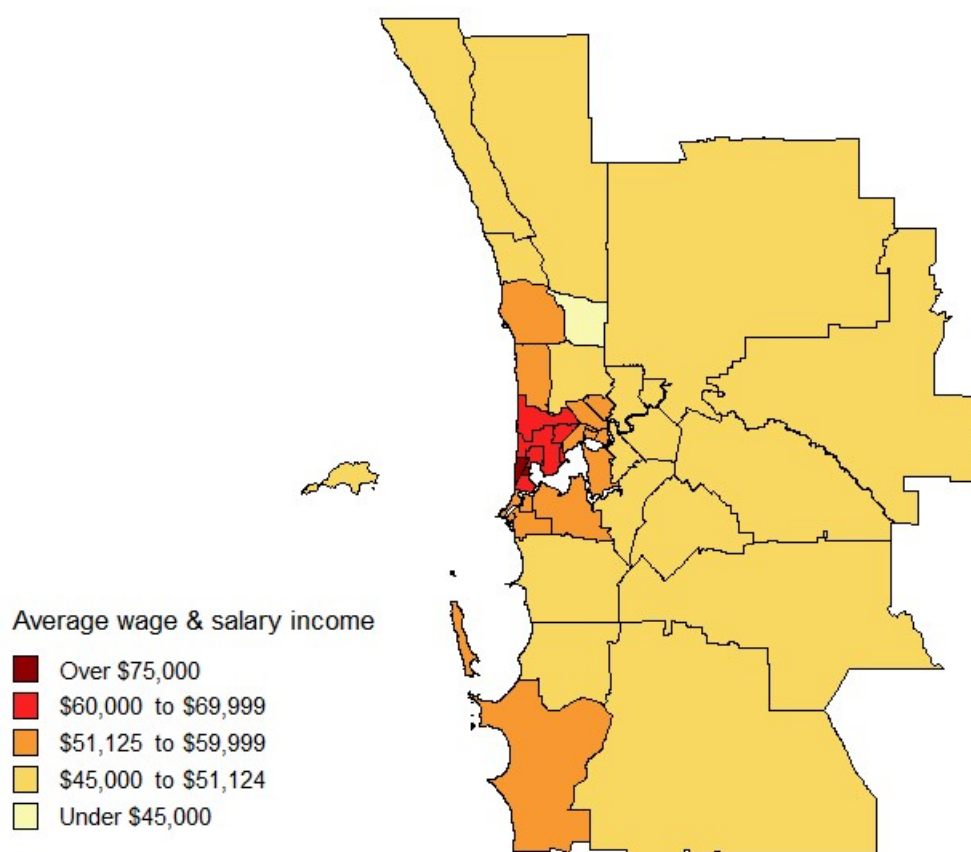 Average wage & salary income
Over $75,000
$60,000 to $69,999
$51,125 to $59,999
$45,000 to $51,124
Under $45,000